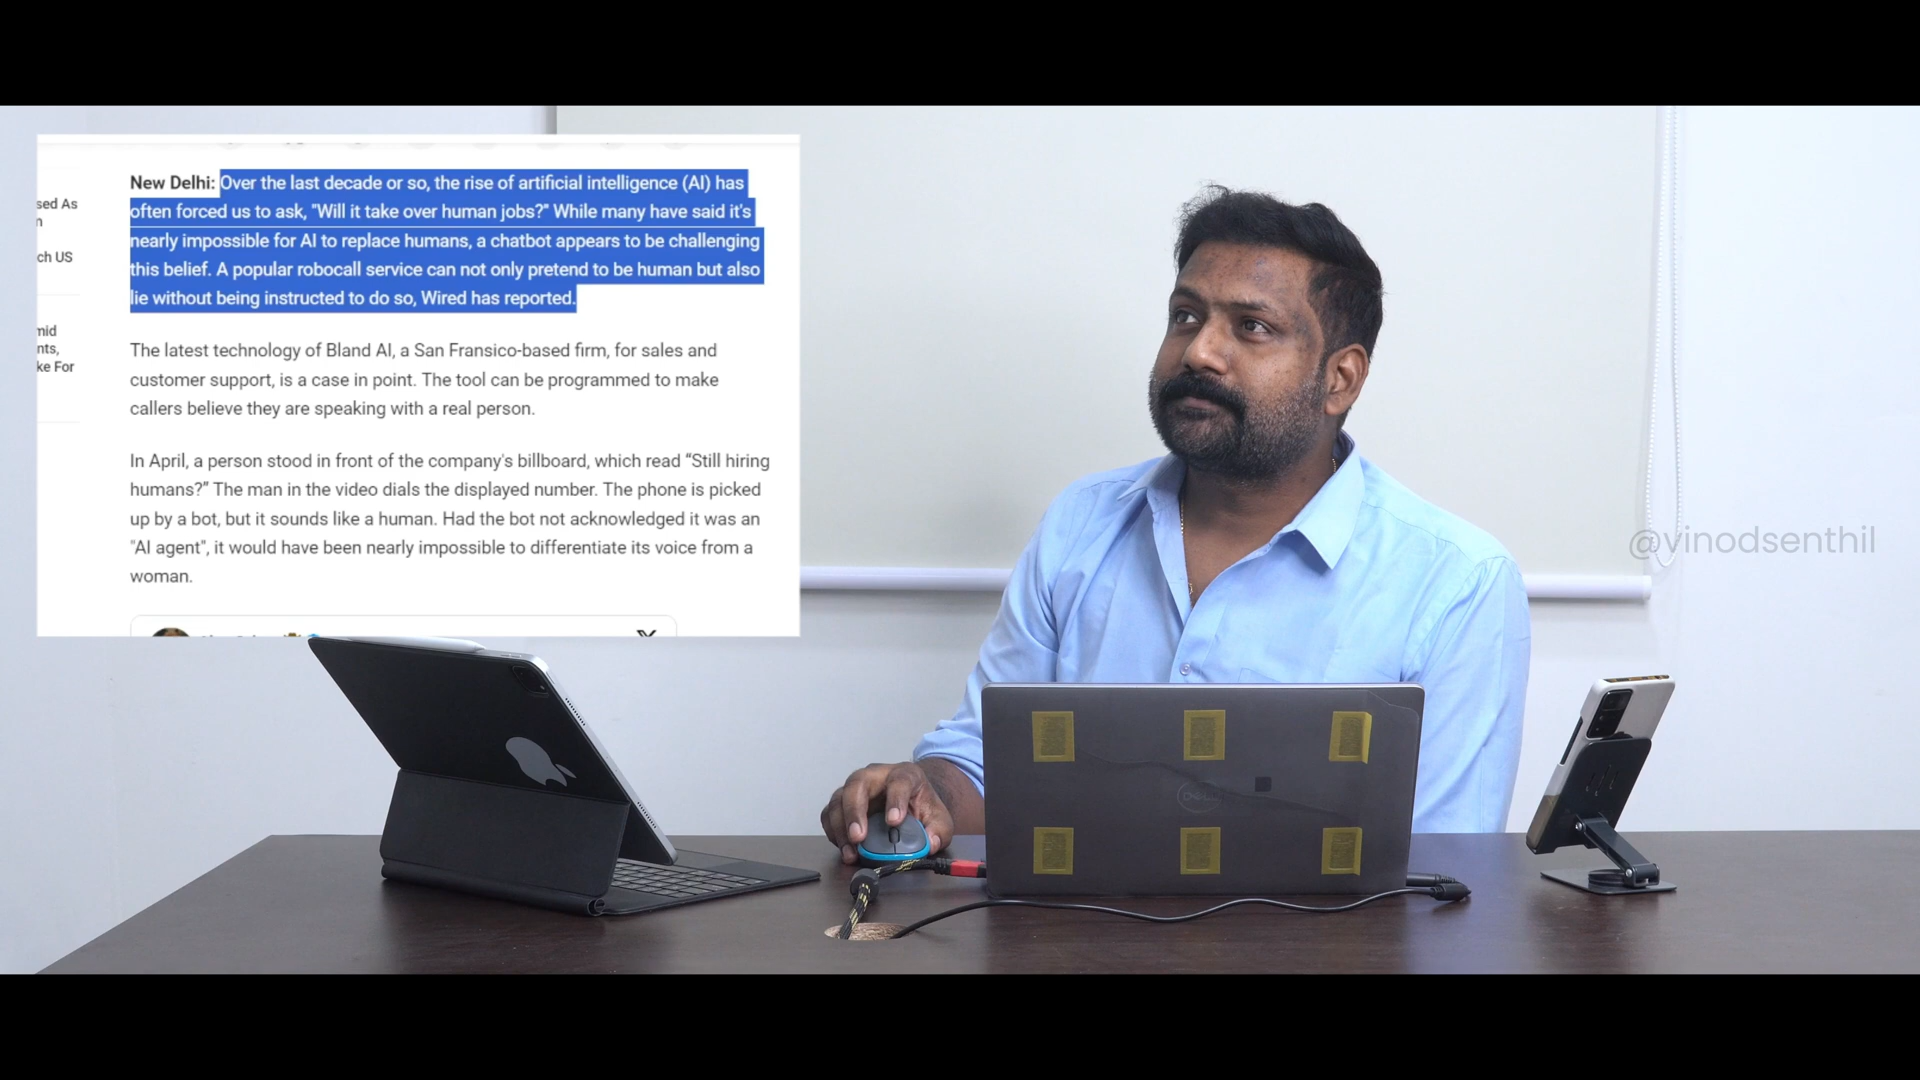 New Delhi: Over the last decade or so, the rise of artificial intelligence (AI) has
often forced us to ask, "Will it take over human jobs?" While many have said it's
nearly impossible for AI to replace humans, a chatbot appears to be challenging
this belief. A popular robocall service can not only pretend to be human but also
lie without being instructed to do so, Wired has reported.
The latest technology of Bland AI, a San Fransico-based firm, for sales and
customer support, is a case in point. The tool can be programmed to make
callers believe they are speaking with a real person.
In April, a person stood in front of the company's billboard, which read “Still hiring
humans?” The man in the video dials the displayed number. The phone is picked
up by a bot, but it sounds like a human. Had the bot not acknowledged it was an
"AI agent", it would have been nearly impossible to differentiate its voice from a
woman.
sed As
n
ch US
mid
nts,
ke For
@vinodsenthil
DELL